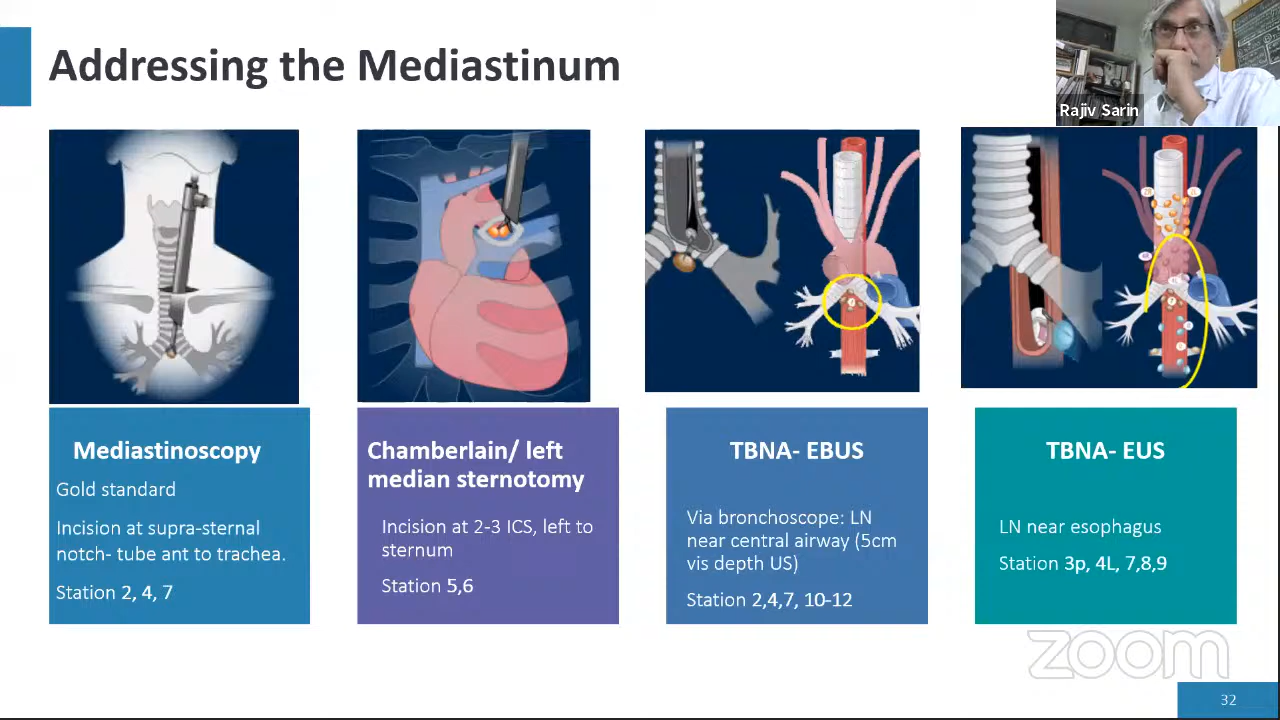 Addressing the Mediastinum
Rajiv Sarin
Mediastinoscopy
Gold standard
Incision at supra-sternal
notch- tube ant to trachea.
Station 2, 4, 7
Chamberlain/ left
median sternotomy
Incision at 2-3 ICS, left to
sternum
Station 5,6
TBNA- EBUS
Via bronchoscope: LN
near central airway (5cm
vis depth US)
Station 2,4,7, 10-12
TBNA- EUS
LN near esophagus
Station 3p, 4L, 7,8,9
zoom
32